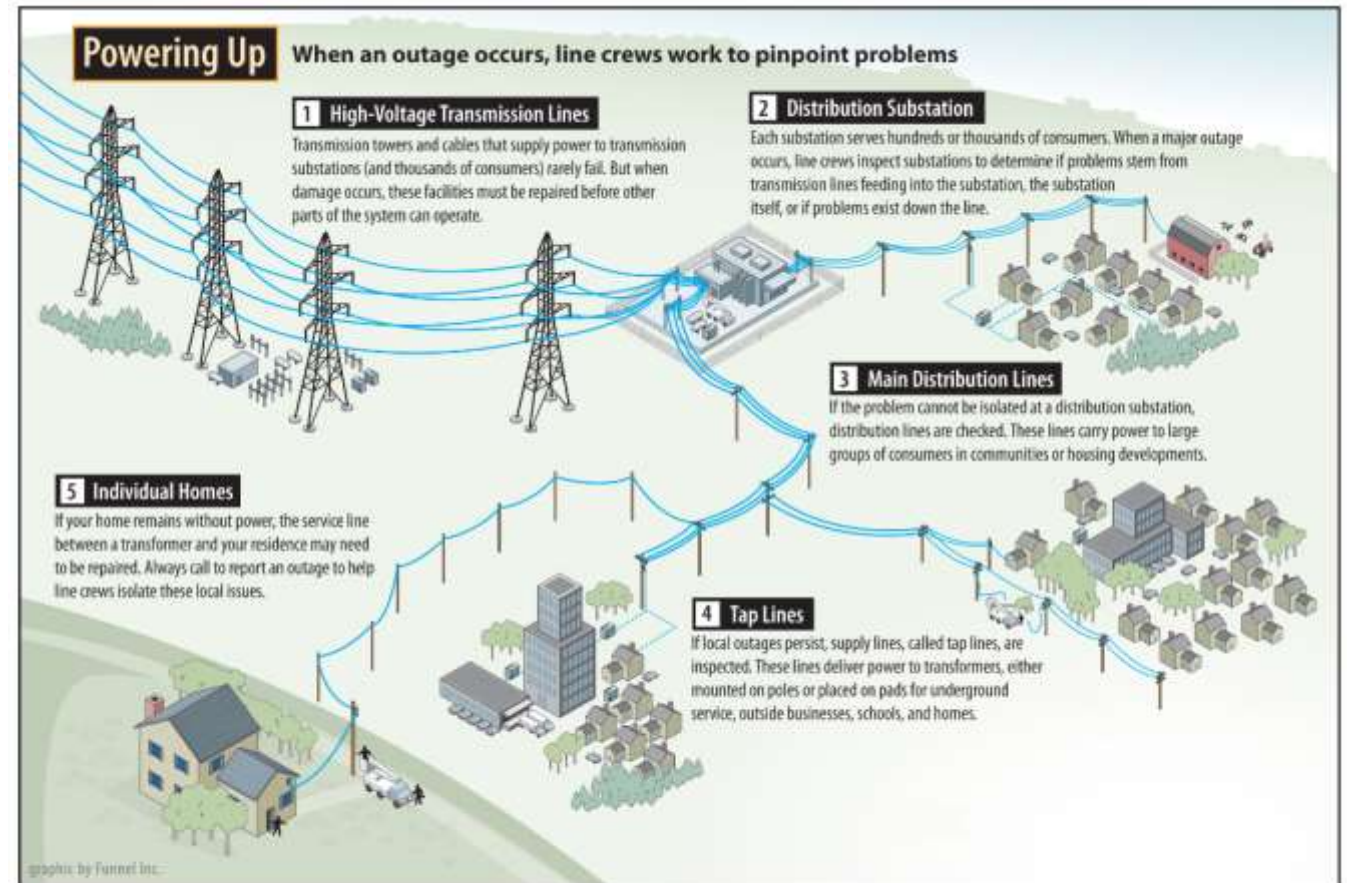 Powering Up
When an outage occurs, line crews work to pinpoint problems
1 High-Voltage Transmission Lines
Transmission towers and cables that supply power to transmission
substations (and thousands of consumers) rarely fail. But when
damage occurs, these facilities must be repaired before other
parts of the system can operate.
2 Distribution Substation
Each substation serves hundreds or thousands of consumers. When a major outage
occurs, line crews inspect substations to determine if problems stem from
transmission lines feeding into the substation, the substation
itself, or if problems exist down the line.
3 Main Distribution Lines
If the problem cannot be isolated at a distribution substation,
distribution lines are checked. These lines carry power to large
groups of consumers in communities or housing developments.
4 Tap Lines
If local outages persist, supply lines, called tap lines, are
inspected. These lines deliver power to transformers, either
mounted on poles or placed on pads for underground
service, outside businesses, schools, and homes.
5 Individual Homes
If your home remains without power, the service line
between a transformer and your residence may need
to be repaired. Always call to report an outage to help
line crews isolate these local issues.
graphic by Funnel Inc.